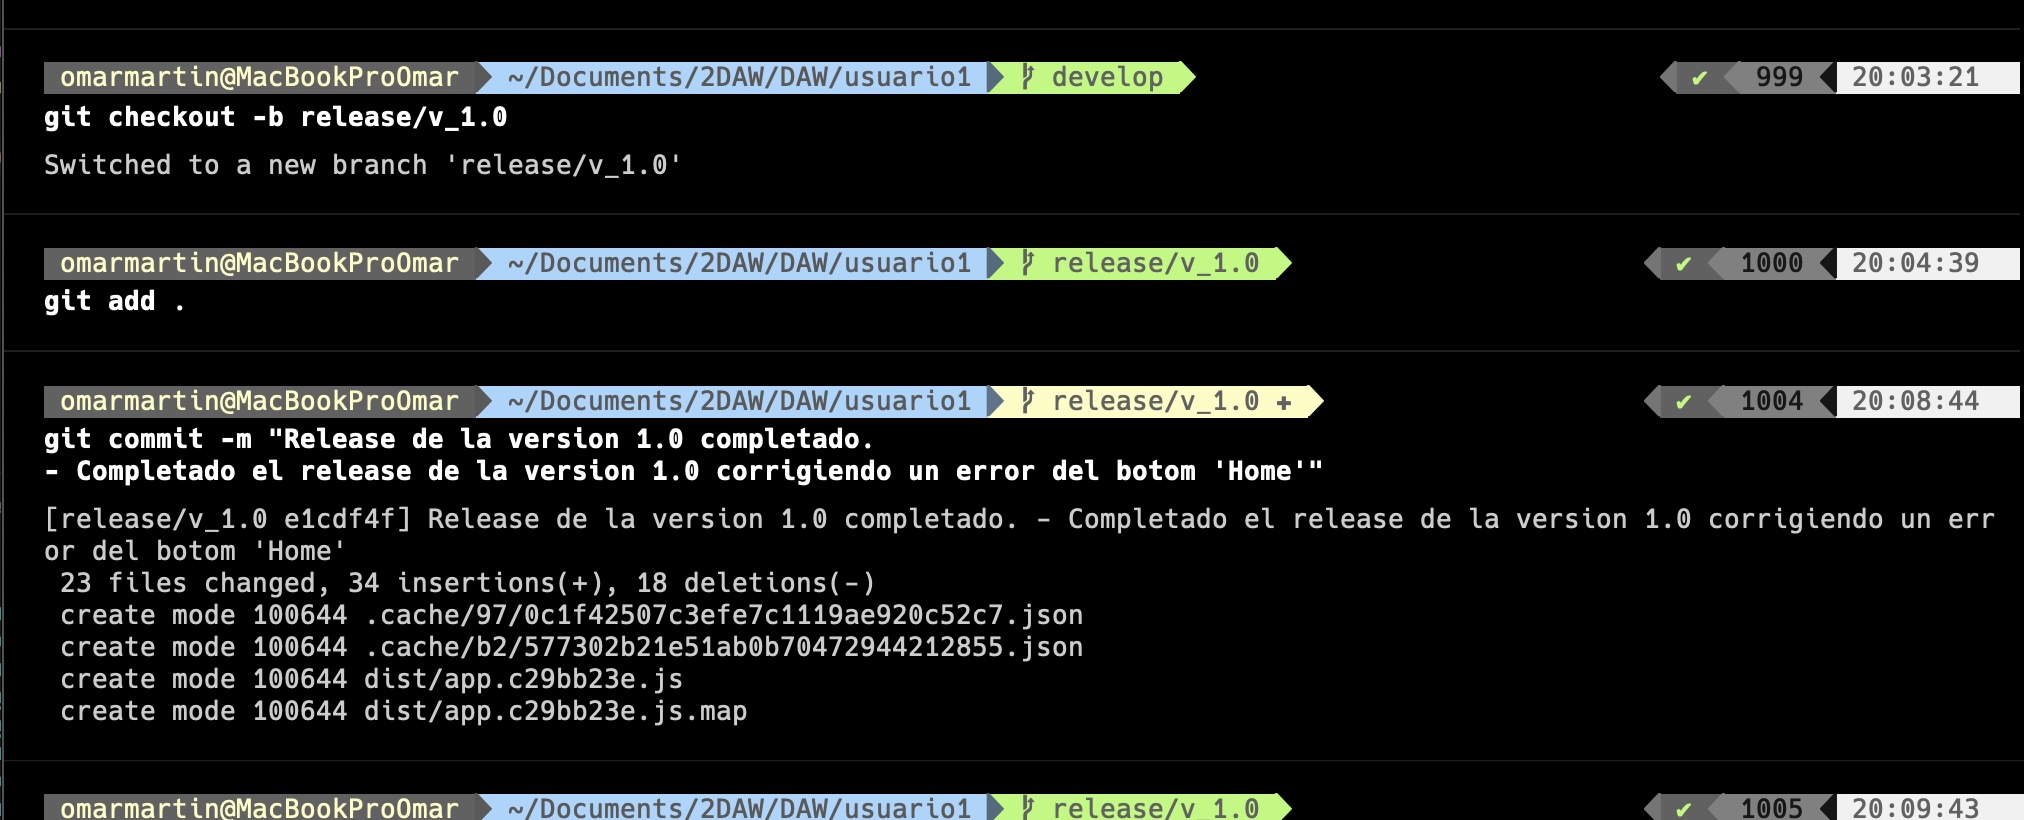 omarmartin@MacBookProOmar ~/Documents/2DAW/DAW/usuario1 develop ✔ 999 20:03:21
git checkout -b release/v_1.0
Switched to a new branch 'release/v_1.0'
omarmartin@MacBookProOmar ~/Documents/2DAW/DAW/usuario1 release/v_1.0 ✔ 1000 20:04:39
git add .
omarmartin@MacBookProOmar ~/Documents/2DAW/DAW/usuario1 release/v_1.0 + ✔ 1004 20:08:44
git commit -m "Release de la version 1.0 completado.
- Completado el release de la version 1.0 corrigiendo un error del botom 'Home'"
[release/v_1.0 e1cdf4f] Release de la version 1.0 completado. - Completado el release de la version 1.0 corrigiendo un err
or del botom 'Home'
23 files changed, 34 insertions(+), 18 deletions(-)
create mode 100644 .cache/97/0c1f42507c3efe7c1119ae920c52c7.json
create mode 100644 .cache/b2/577302b21e51ab0b70472944212855.json
create mode 100644 dist/app.c29bb23e.js
create mode 100644 dist/app.c29bb23e.js.map
omarmartin@MacBookProOmar ~/Documents/2DAW/DAW/usuario1 release/v_1.0 ✔ 1005 20:09:43